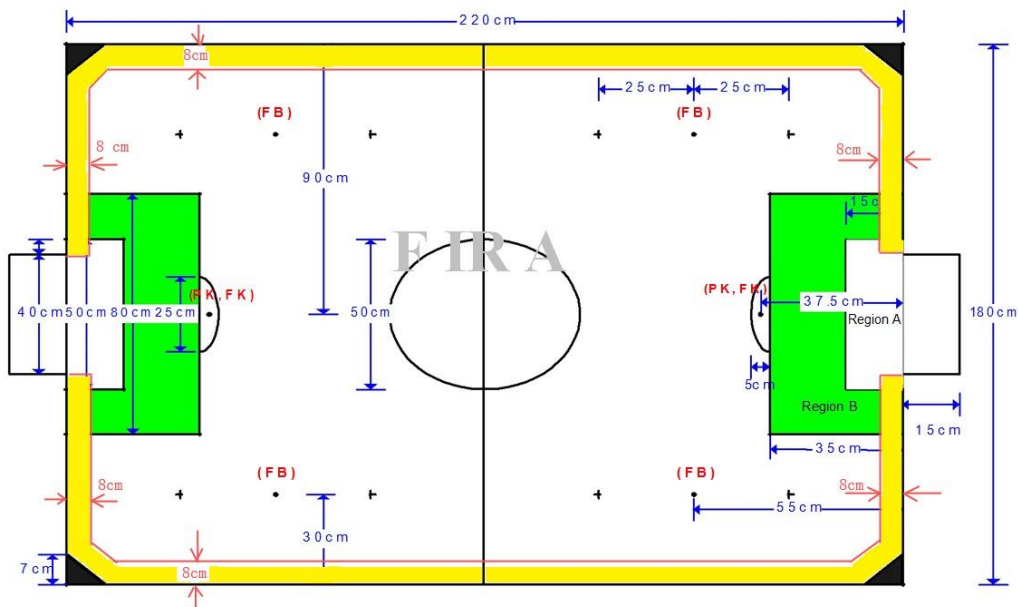 220cm
8cm
25cm 25cm
(FB) (FB)
8 cm 8cm
90cm
15c
FIRA
(PK,FK) (PK,FK)
37.5cm
40cm 50cm 80cm 25cm 50cm 180cm
Region A
5cm
Region B
15cm
35cm
(FB) (FB)
8cm 8cm
55cm
30cm
7cm 8cm